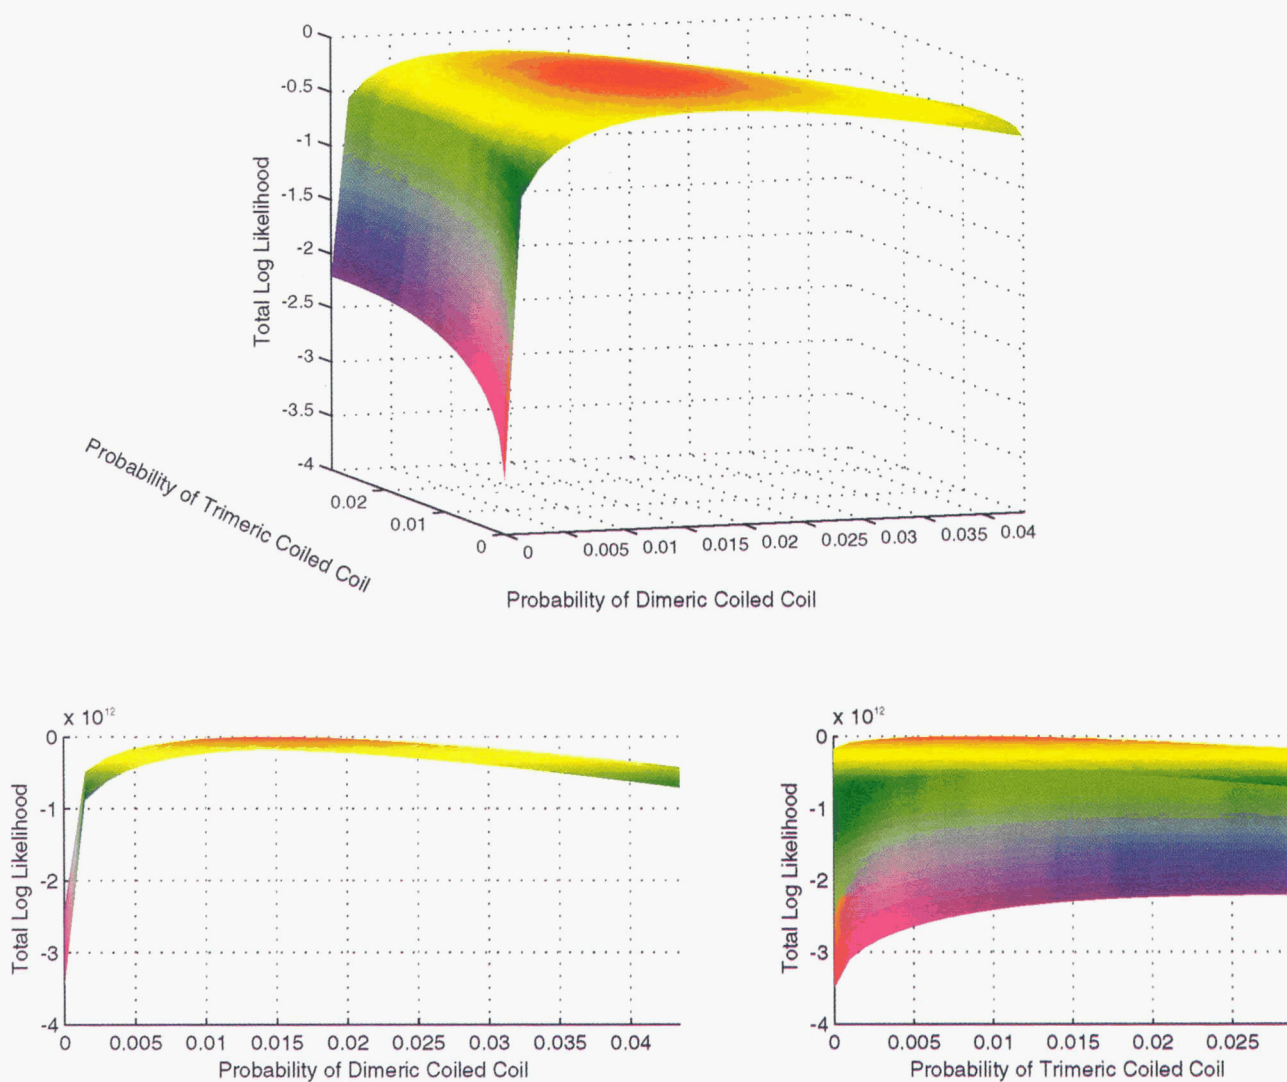 0
-0.5
-1
-1.5
-2
-2.5
-3
-3.5
-4
Total Log Likelihood
0.02
0.01
0
Probability of Trimeric Coiled Coil
0 0.005 0.01 0.015 0.02 0.025 0.03 0.035 0.04
Probability of Dimeric Coiled Coil
x 10¹²
0
-1
-2
-3
-4
Total Log Likelihood
0 0.005 0.01 0.015 0.02 0.025 0.03 0.035 0.04
Probability of Dimeric Coiled Coil
x 10¹²
0
-1
-2
-3
-4
Total Log Likelihood
0 0.005 0.01 0.015 0.02 0.025
Probability of Trimeric Coiled Coil